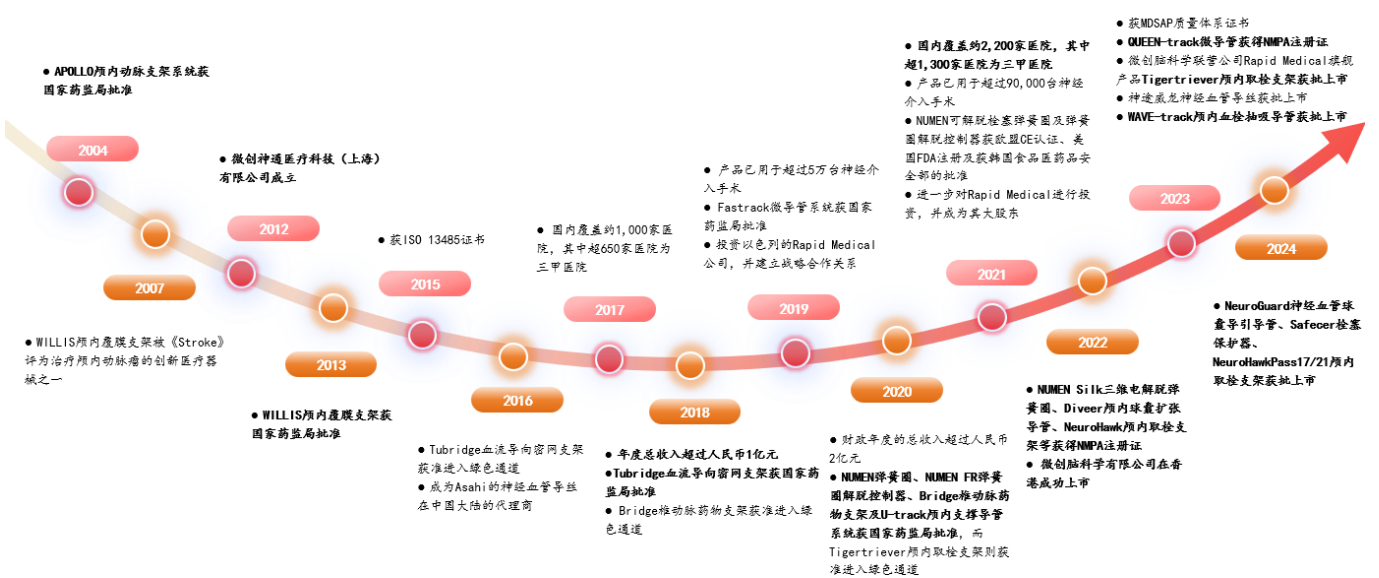 ● APOLLO颅内动脉支架系统获
国家药监局批准
2004
2007
● WILLIS颅内覆膜支架被《Stroke》
评为治疗颅内动脉瘤的创新医疗器
械之一
● 微创神通医疗科技（上海）
有限公司成立
2012
2013
● WILLIS颅内覆膜支架获
国家药监局批准
● 获ISO 13485证书
2015
2016
● Tubridge血流导向密网支架
获准进入绿色通道
● 成为Asahi的神经血管导丝
在中国大陆的代理商
● 国内覆盖约1,000家医
院，其中超650家医院为
三甲医院
2017
2018
● 年度总收入超过人民币1亿元
●Tubridge血流导向密网支架获国家药
监局批准
● Bridge椎动脉药物支架获准进入绿
色通道
● 产品已用于超过5万台神经介
入手术
● Fastrack微导管系统获国家
药监局批准
● 投资以色列的Rapid Medical
公司，并建立战略合作关系
2019
2020
● 财政年度的总收入超过人民币
2亿元
● NUMEN弹簧圈、NUMEN FR弹簧
圈解脱控制器、Bridge椎动脉药
物支架及U-track颅内支撑导管
系统获国家药监局批准，而
Tigertriever颅内取栓支架则获
准进入绿色通道
● 国内覆盖约2,200家医院，其中
超1,300家医院为三甲医院
● 产品已用于超过90,000台神经
介入手术
● NUMEN可解脱栓塞弹簧圈及弹簧
圈解脱控制器获欧盟CE认证、美
国FDA注册及获韩国食品医药品安
全部的批准
● 进一步对Rapid Medical进行投
资，并成为其大股东
2021
2022
● NUMEN Silk三维电解脱弹
簧圈、Diveer颅内球囊扩张
导管、NeuroHawk颅内取栓支
架等获得NMPA注册证
● 微创脑科学有限公司在香
港成功上市
● 获MDSAP质量体系证书
● QUEEN-track微导管获得NMPA注册证
● 微创脑科学联营公司Rapid Medical旗舰
产品Tigertriever颅内取栓支架获批上市
● 神途威龙神经血管导丝获批上市
● WAVE-track颅内血栓抽吸导管获批上市
2023
2024
● NeuroGuard神经血管球
囊导引导管、Safecer栓塞
保护器、
NeuroHawkPass17/21颅内
取栓支架获批上市